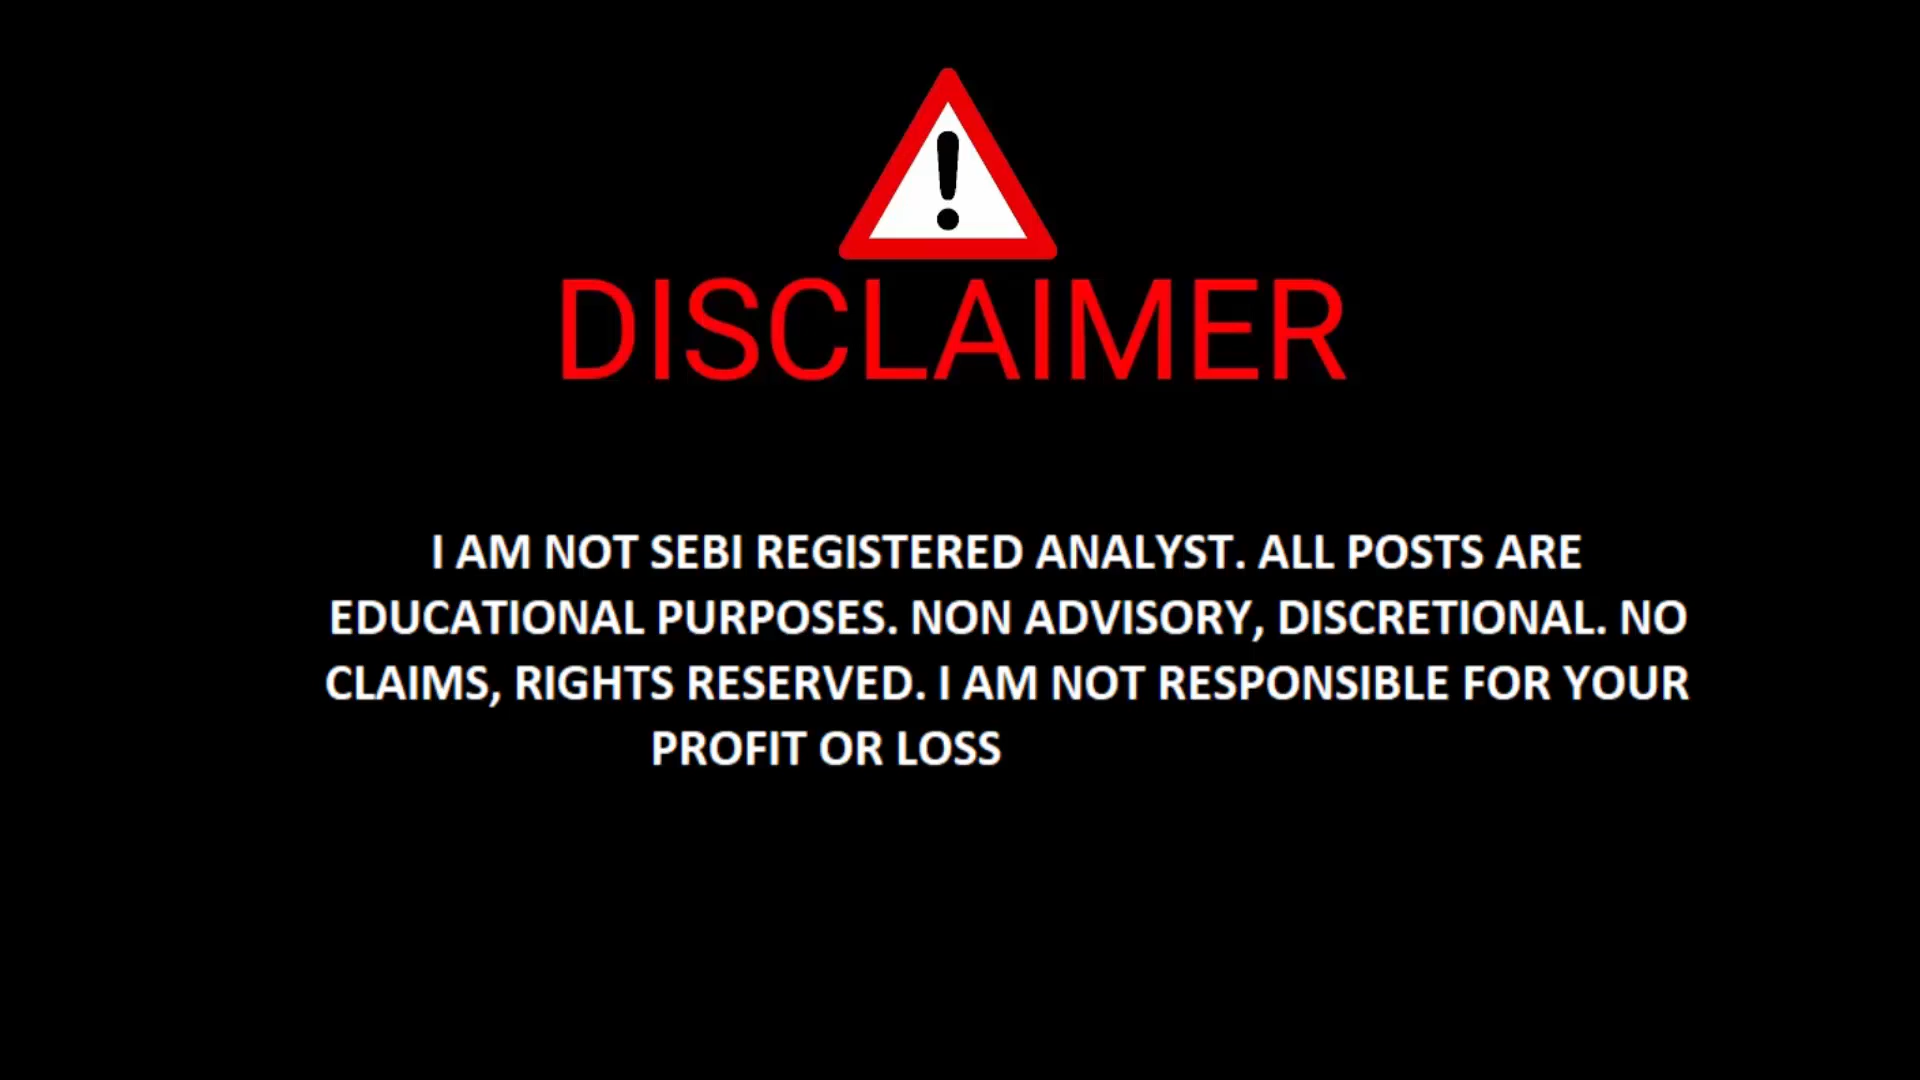 DISCLAIMER
I AM NOT SEBI REGISTERED ANALYST. ALL POSTS ARE
EDUCATIONAL PURPOSES. NON ADVISORY, DISCRETIONAL. NO
CLAIMS, RIGHTS RESERVED. I AM NOT RESPONSIBLE FOR YOUR
PROFIT OR LOSS